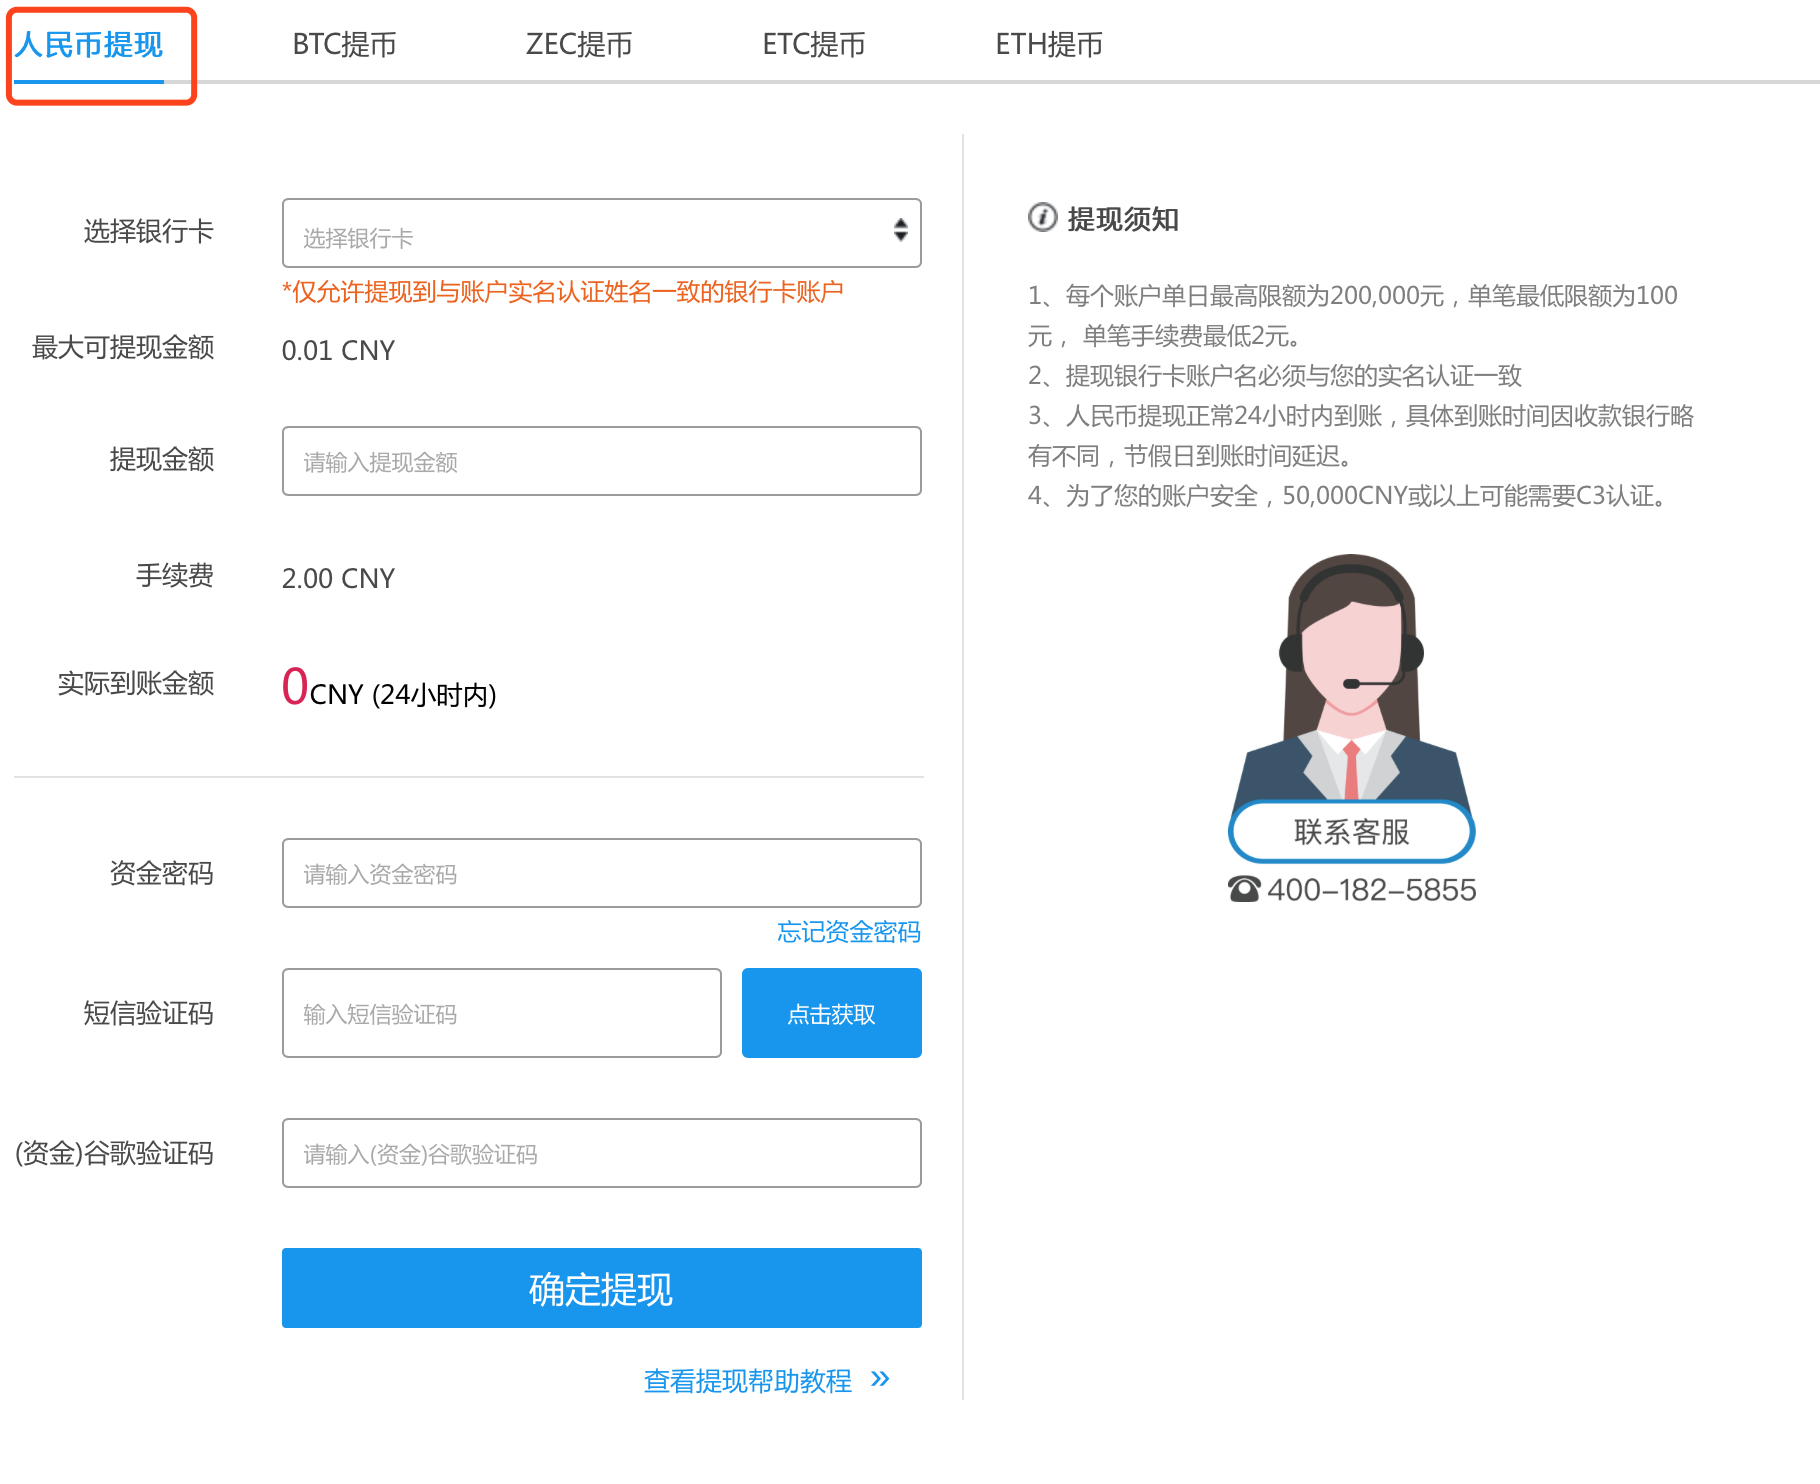 人民币提现
BTC提币
ZEC提币
ETC提币
ETH提币
选择银行卡
选择银行卡
*仅允许提现到与账户实名认证姓名一致的银行卡账户
最大可提现金额
0.01 CNY
提现金额
请输入提现金额
手续费
2.00 CNY
实际到账金额
0CNY (24小时内)
资金密码
请输入资金密码
忘记资金密码
短信验证码
输入短信验证码
点击获取
(资金)谷歌验证码
请输入(资金)谷歌验证码
确定提现
查看提现帮助教程 »
提现须知
1、每个账户单日最高限额为200,000元，单笔最低限额为100
元， 单笔手续费最低2元。
2、提现银行卡账户名必须与您的实名认证一致
3、人民币提现正常24小时内到账，具体到账时间因收款银行略
有不同，节假日到账时间延迟。
4、为了您的账户安全，50,000CNY或以上可能需要C3认证。
联系客服
400-182-5855